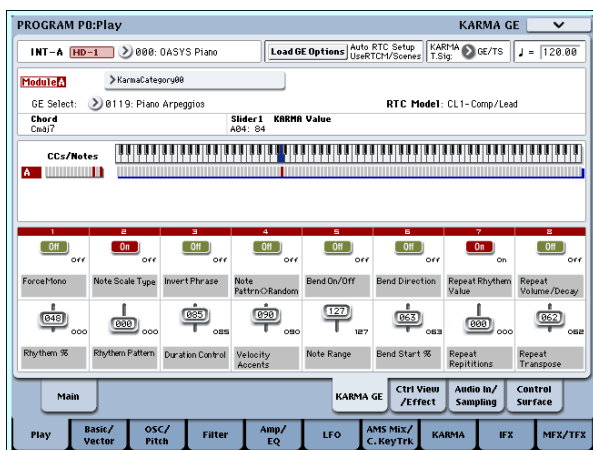 PROGRAM P0:Play KARMA GE
INT-A HD-1 000: OASYS Piano Load GE Options Auto RTC Setup UseRTCM/Scenes KARMA T.Sig: GE/TS ♩ = 120.00
Module A KarmaCategory00
GE Select: 0119: Piano Arpeggios RTC Model: CL1-Comp/Lead
Chord Slider1 KARMA Value
Cmaj7 A04: 84
CCs/Notes
A
1 2 3 4 5 6 7 8
Off Off On Off Off Off Off Off Off Off Off Off On On Off Off
ForceMono Note Scale Type Invert Phrase Note Pattrn<>Random Bend On/Off Bend Direction Repeat Rhythm Value Repeat Volume/Decay
048 000 000 000 085 085 090 090 127 127 063 063 000 000 062 062
Rhythem % Rhythem Pattern Duration Control Velocity Accents Note Range Bend Start % Repeat Repititions Repeat Transpose
Main KARMA GE Ctrl View /Effect Audio In/ Sampling Control Surface
Play Basic/ Vector OSC/ Pitch Filter Amp/ EQ LFO AMS Mix/ C.KeyTrk KARMA IFX MFX/TFX